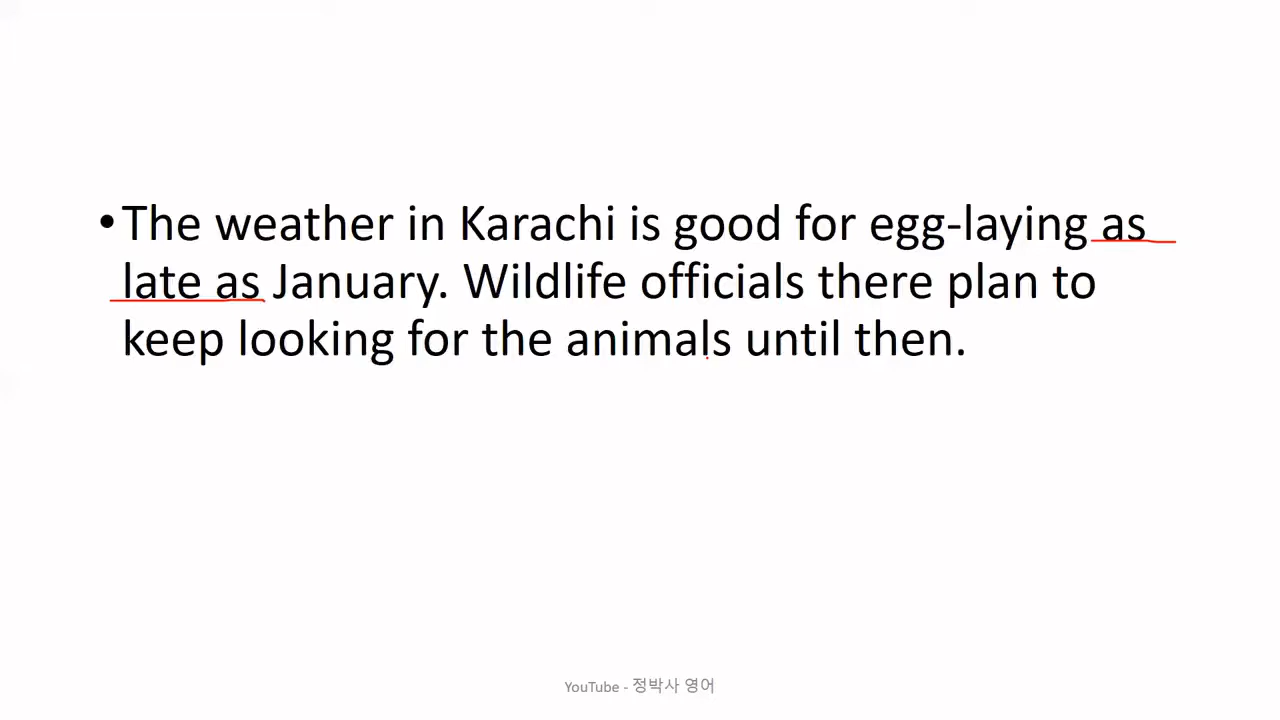 •The weather in Karachi is good for egg-laying as
late as January. Wildlife officials there plan to
keep looking for the animals until then.
YouTube - 정박사 영어